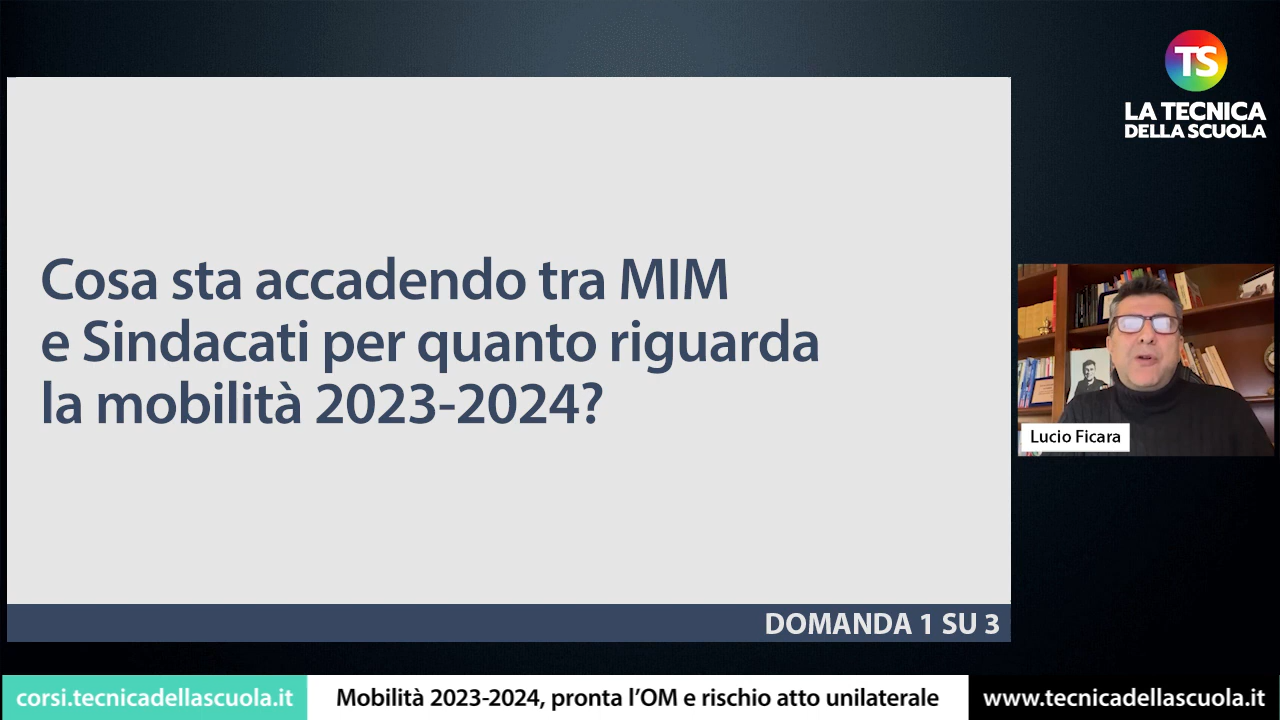 TS
LA TECNICA
DELLA SCUOLA
Cosa sta accadendo tra MIM
e Sindacati per quanto riguarda
la mobilità 2023-2024?
Lucio Ficara
DOMANDA 1 SU 3
corsi.tecnicadellascuola.it
Mobilità 2023-2024, pronta l’OM e rischio atto unilaterale
www.tecnicadellascuola.it